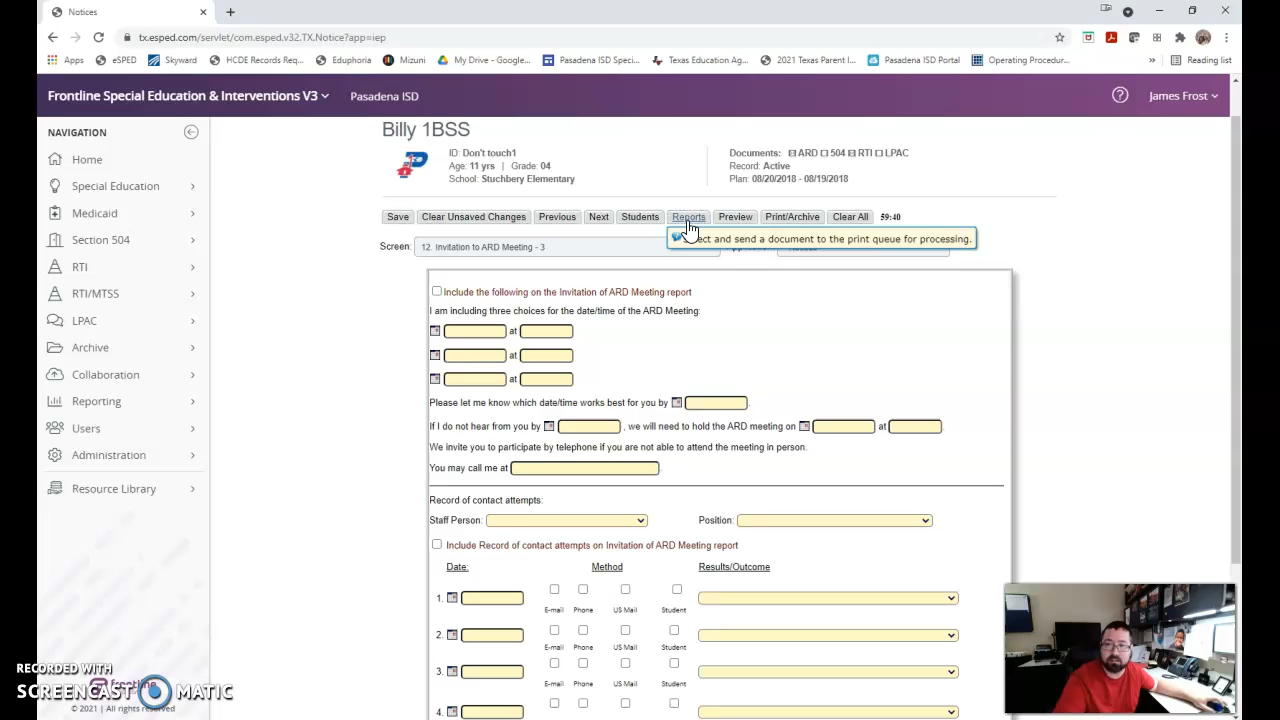 Notices
tx.esped.com/servlet/com.esped.v32.TX.Notice?app=iep
Apps eSPED Skyward HCDE Records Req... Eduphoria Mizuni My Drive - Google... Pasadena ISD Speci... Texas Education Ag... 2021 Texas Parent I... Pasadena ISD Portal Operating Procedur... » Reading list
Frontline Special Education & Interventions V3 Pasadena ISD James Frost
NAVIGATION
Home
Special Education
Medicaid
Section 504
RTI
RTI/MTSS
LPAC
Archive
Collaboration
Reporting
Users
Administration
Resource Library
Billy 1BSS
ID: Don't touch1
Age: 11 yrs | Grade: 04
School: Stuchbery Elementary
Documents: ARD 504 RTI LPAC
Record: Active
Plan: 08/20/2018 - 08/19/2018
Save Clear Unsaved Changes Previous Next Students Reports Preview Print/Archive Clear All 59:40
Screen: 12. Invitation to ARD Meeting - 3
and send a document to the print queue for processing.
Include the following on the Invitation of ARD Meeting report
I am including three choices for the date/time of the ARD Meeting:
at
at
at
Please let me know which date/time works best for you by .
If I do not hear from you by , we will need to hold the ARD meeting on at .
We invite you to participate by telephone if you are not able to attend the meeting in person.
You may call me at .
Record of contact attempts:
Staff Person: Position:
Include Record of contact attempts on Invitation of ARD Meeting report
Date: Method Results/Outcome
1.
E-mail Phone US Mail Student
2.
E-mail Phone US Mail Student
3.
E-mail Phone US Mail Student
4.
RECORDED WITH
SCREENCAST MATIC
© 2021 | All rights reserved